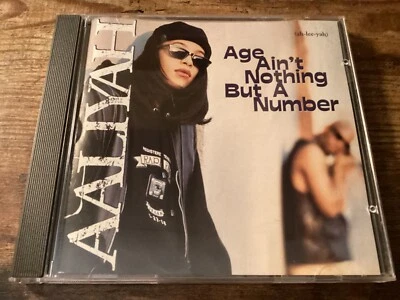 (ah-lee-yah)
AALIYAH
Age
Ain't
Nothing
But A
Number